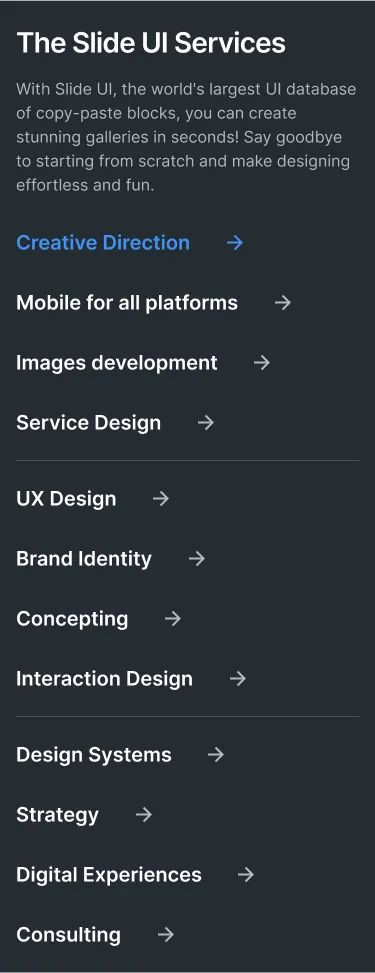 The Slide UI Services
With Slide UI, the world's largest UI database
of copy-paste blocks, you can create
stunning galleries in seconds! Say goodbye
to starting from scratch and make designing
effortless and fun.
Creative Direction →
Mobile for all platforms →
Images development →
Service Design →
UX Design →
Brand Identity →
Concepting →
Interaction Design →
Design Systems →
Strategy →
Digital Experiences →
Consulting →